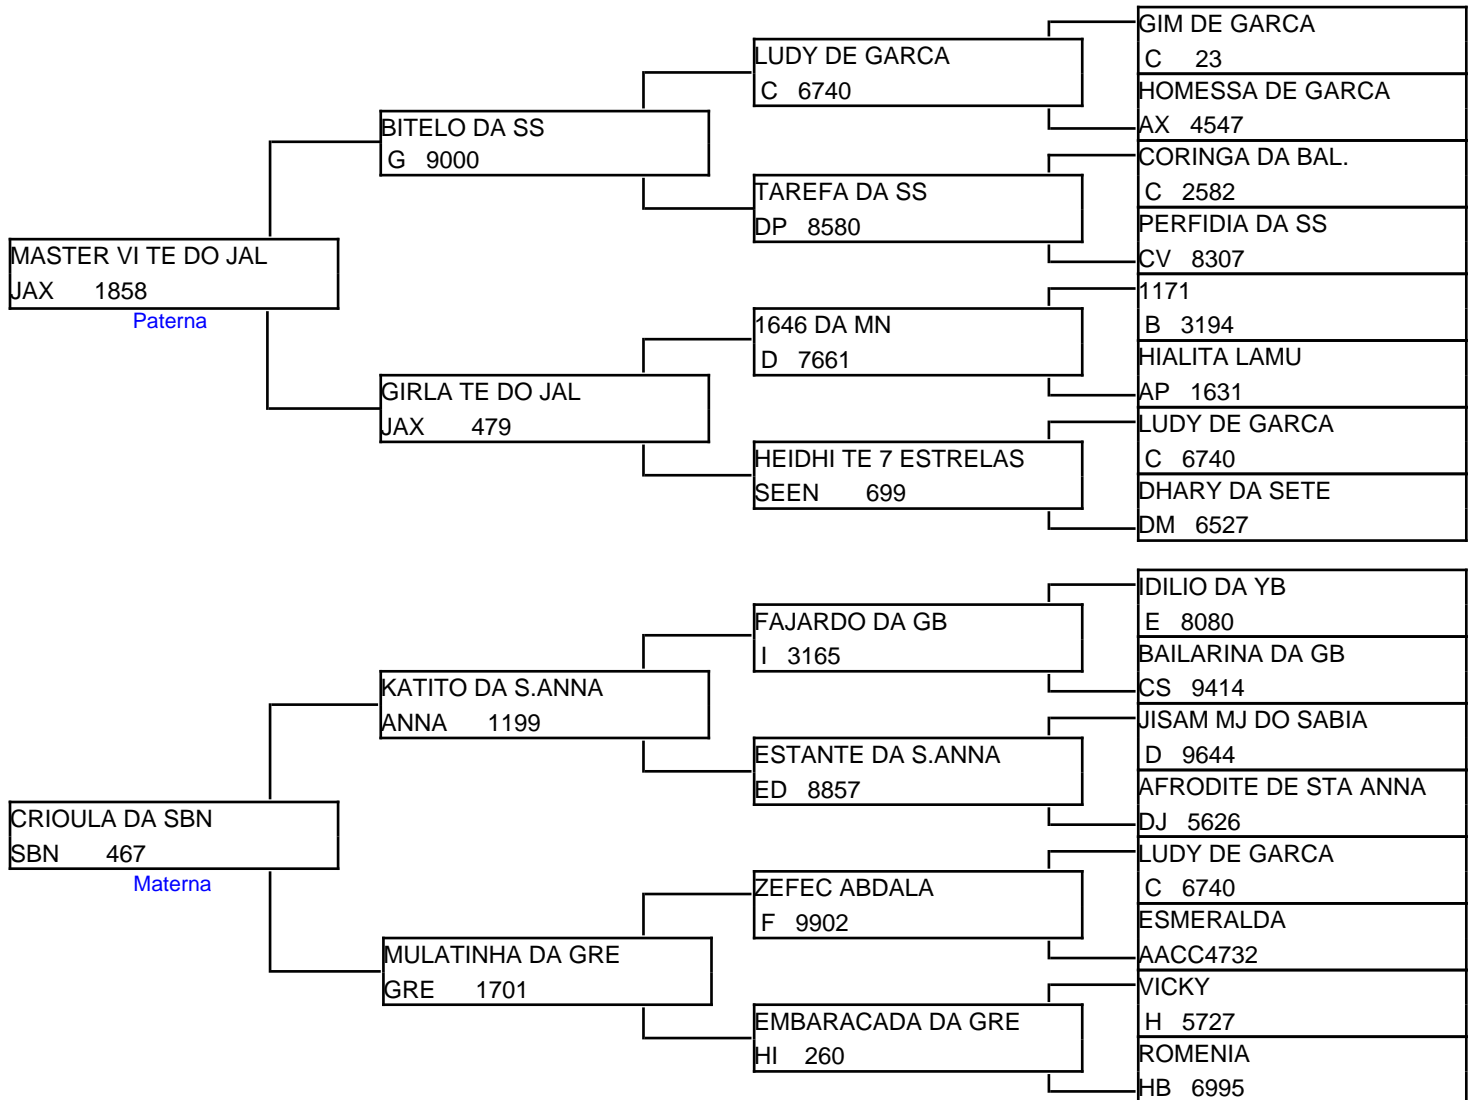 MASTER VI TE DO JAL
JAX 1858
Paterna
BITELO DA SS
G 9000
GIRLA TE DO JAL
JAX 479
LUDY DE GARCA
C 6740
TAREFA DA SS
DP 8580
1646 DA MN
D 7661
HEIDHI TE 7 ESTRELAS
SEEN 699
GIM DE GARCA
C 23
HOMESSA DE GARCA
AX 4547
CORINGA DA BAL.
C 2582
PERFIDIA DA SS
CV 8307
1171
B 3194
HIALITA LAMU
AP 1631
LUDY DE GARCA
C 6740
DHARY DA SETE
DM 6527
CRIOULA DA SBN
SBN 467
Materna
KATITO DA S.ANNA
ANNA 1199
MULATINHA DA GRE
GRE 1701
FAJARDO DA GB
I 3165
ESTANTE DA S.ANNA
ED 8857
ZEFEC ABDALA
F 9902
EMBARACADA DA GRE
HI 260
IDILIO DA YB
E 8080
BAILARINA DA GB
CS 9414
JISAM MJ DO SABIA
D 9644
AFRODITE DE STA ANNA
DJ 5626
LUDY DE GARCA
C 6740
ESMERALDA
AACC4732
VICKY
H 5727
ROMENIA
HB 6995